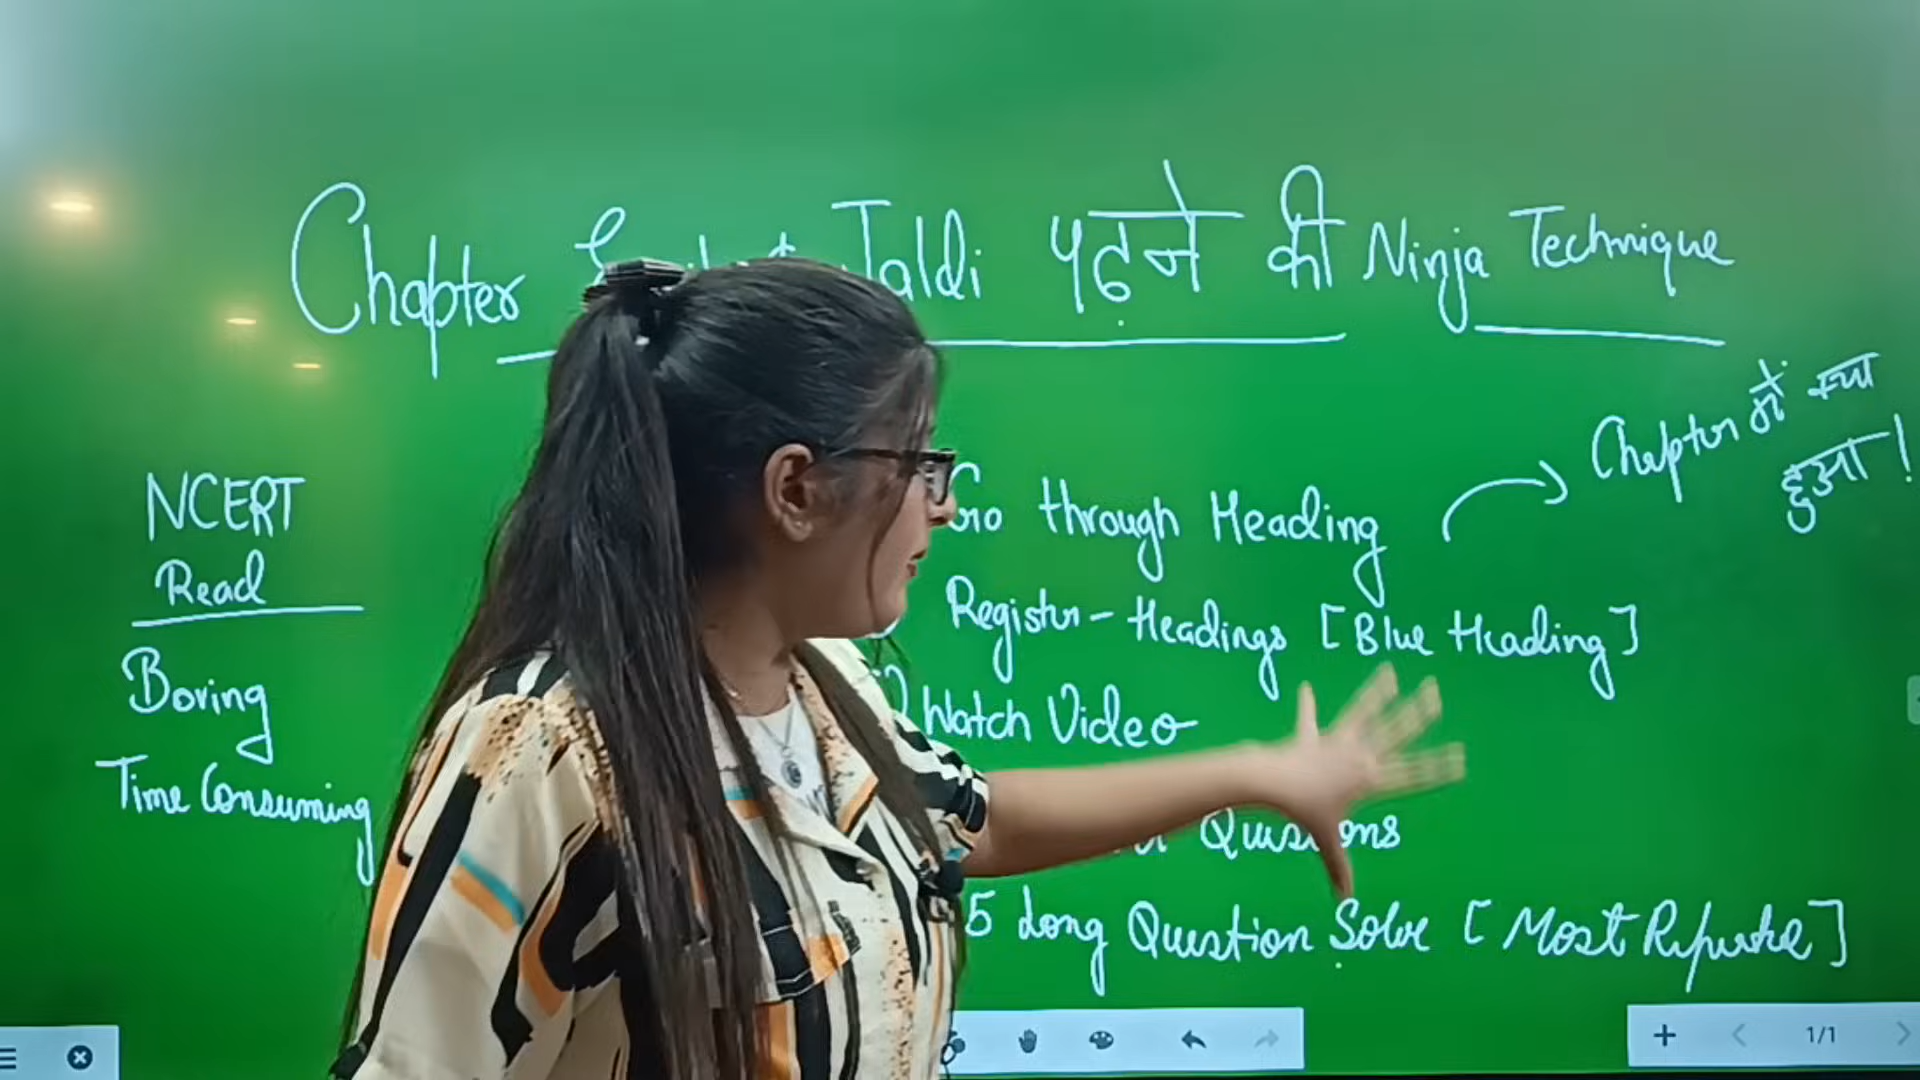 Chapter Jaldi पढ़ने की Ninja Technique
NCERT
Read
Boring
Time Consuming
Go through Heading
Chapter में क्या
हुआ !
Register - Headings [Blue Heading]
Watch Video
Questions
5 Long Question Solve [Most Repeated]
1/1